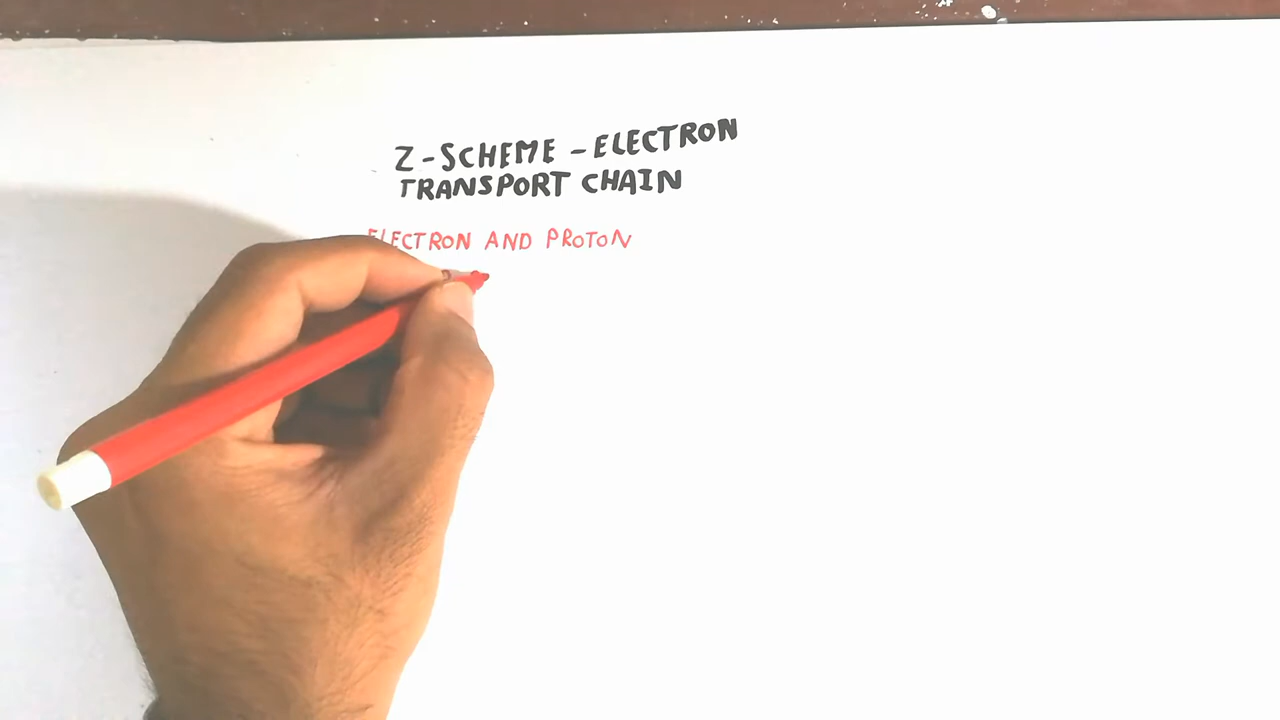 Z-SCHEME - ELECTRON
TRANSPORT CHAIN
ELECTRON AND PROTON